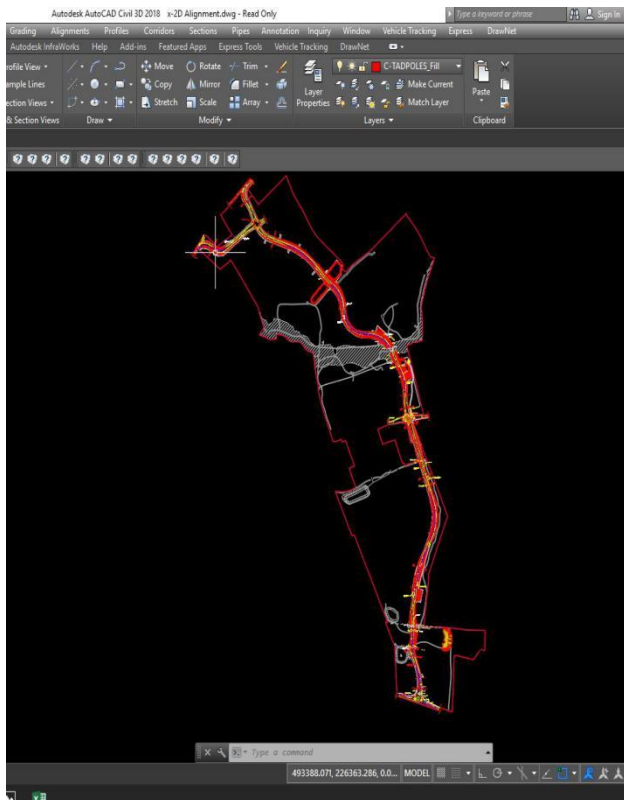 Autodesk AutoCAD Civil 3D 2018 x-2D Alignment.dwg - Read Only
Type a keyword or phrase
Sign In
Grading Alignments Profiles Corridors Sections Pipes Annotation Inquiry Window Vehicle Tracking Express DrawNet
Autodesk InfraWorks Help Add-ins Featured Apps Express Tools Vehicle Tracking DrawNet
rofile View Move Rotate Trim C-TADPOLES_Fill
ample Lines Copy Mirror Fillet Make Current
ection Views Stretch Scale Array Layer Properties Match Layer Paste
& Section Views Draw Modify Layers Clipboard
Type a command
493388.071, 226363.286, 0.0... MODEL